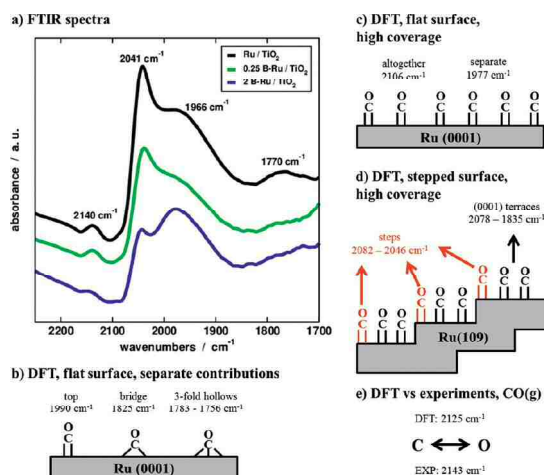 a) FTIR spectra
2041 cm-1
Ru / TiO2
0.25 B-Ru / TiO2
2 B-Ru / TiO2
1966 cm-1
1770 cm-1
2140 cm-1
absorbance / a. u.
2200 2100 2000 1900 1800 1700
wavenumbers / cm-1
b) DFT, flat surface, separate contributions
top
1990 cm-1
bridge
1825 cm-1
3-fold hollows
1783 - 1756 cm-1
O O O
C C C
Ru (0001)
c) DFT, flat surface,
high coverage
altogether
2106 cm-1
separate
1977 cm-1
O O O O O O
C C C C C C
Ru (0001)
d) DFT, stepped surface,
high coverage
(0001) terraces
2078 – 1835 cm-1
steps
2082 – 2046 cm-1
O O O
C C C
O O O
C C C
O O O
C C C
Ru(109)
e) DFT vs experiments, CO(g)
DFT: 2125 cm-1
C O
EXP: 2143 cm-1